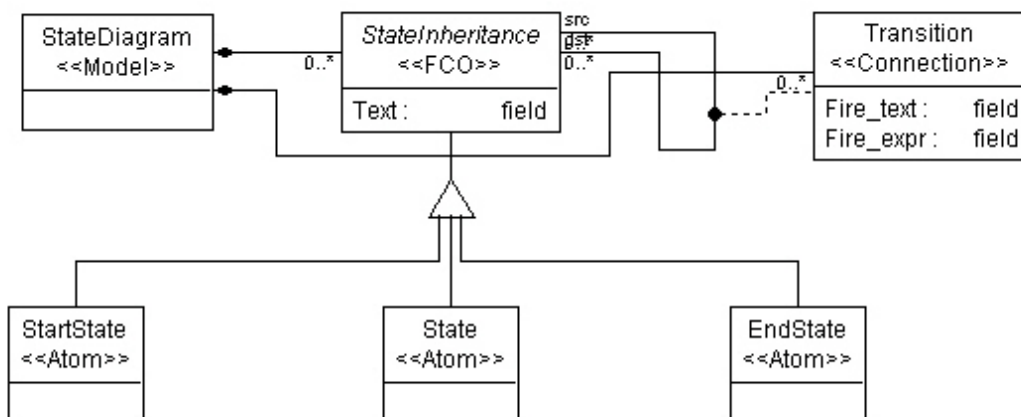 StateDiagram
<<Model>>
0..*
StateInheritance
<<FCO>>
Text : field
src
dst
0..*
0..*
Transition
<<Connection>>
Fire_text : field
Fire_expr : field
StartState
<<Atom>>
State
<<Atom>>
EndState
<<Atom>>